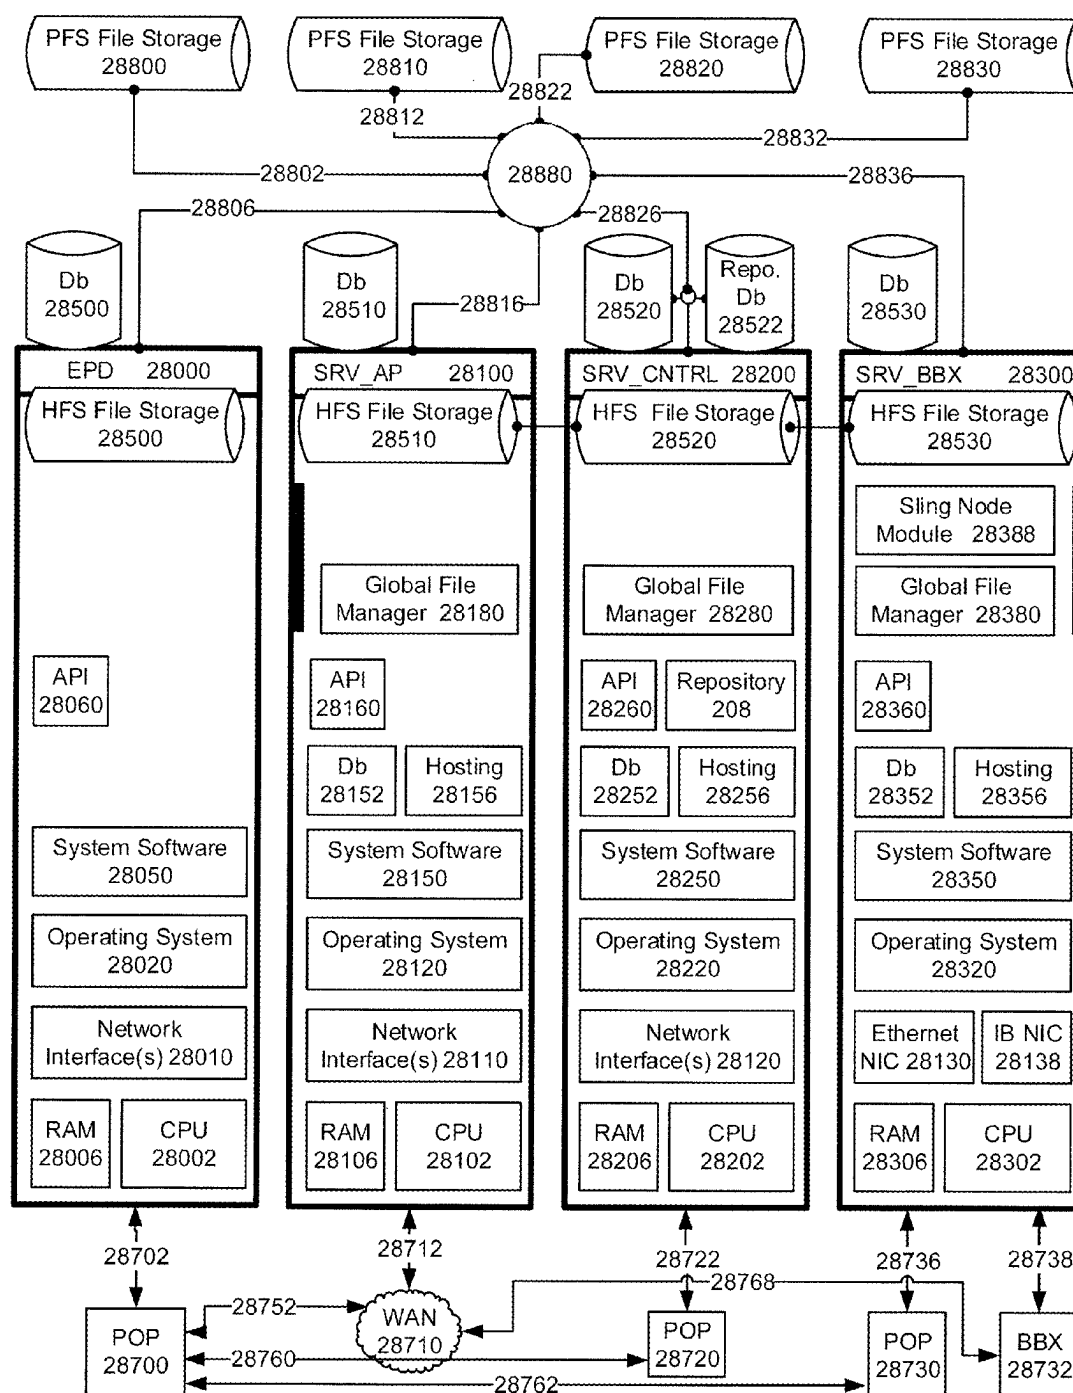 PFS File Storage
28800
PFS File Storage
28810
PFS File Storage
28820
PFS File Storage
28830
28822
28812
28832
28802
28880
28836
28806
28826
28816
Db
28500
Db
28510
Db
28520
Repo.
Db
28522
Db
28530
EPD 28000
SRV_AP 28100
SRV_CNTRL 28200
SRV_BBX 28300
HFS File Storage
28500
HFS File Storage
28510
HFS File Storage
28520
HFS File Storage
28530
Sling Node
Module 28388
Global File
Manager 28180
Global File
Manager 28280
Global File
Manager 28380
API
28060
API
28160
API
28260
Repository
208
API
28360
Db
28152
Hosting
28156
Db
28252
Hosting
28256
Db
28352
Hosting
28356
System Software
28050
System Software
28150
System Software
28250
System Software
28350
Operating System
28020
Operating System
28120
Operating System
28220
Operating System
28320
Network
Interface(s) 28010
Network
Interface(s) 28110
Network
Interface(s) 28120
Ethernet
NIC 28130
IB NIC
28138
RAM
28006
CPU
28002
RAM
28106
CPU
28102
RAM
28206
CPU
28202
RAM
28306
CPU
28302
28702
28712
28722
28736
28738
28768
28752
WAN
28710
POP
28700
POP
28720
POP
28730
BBX
28732
28760
28762